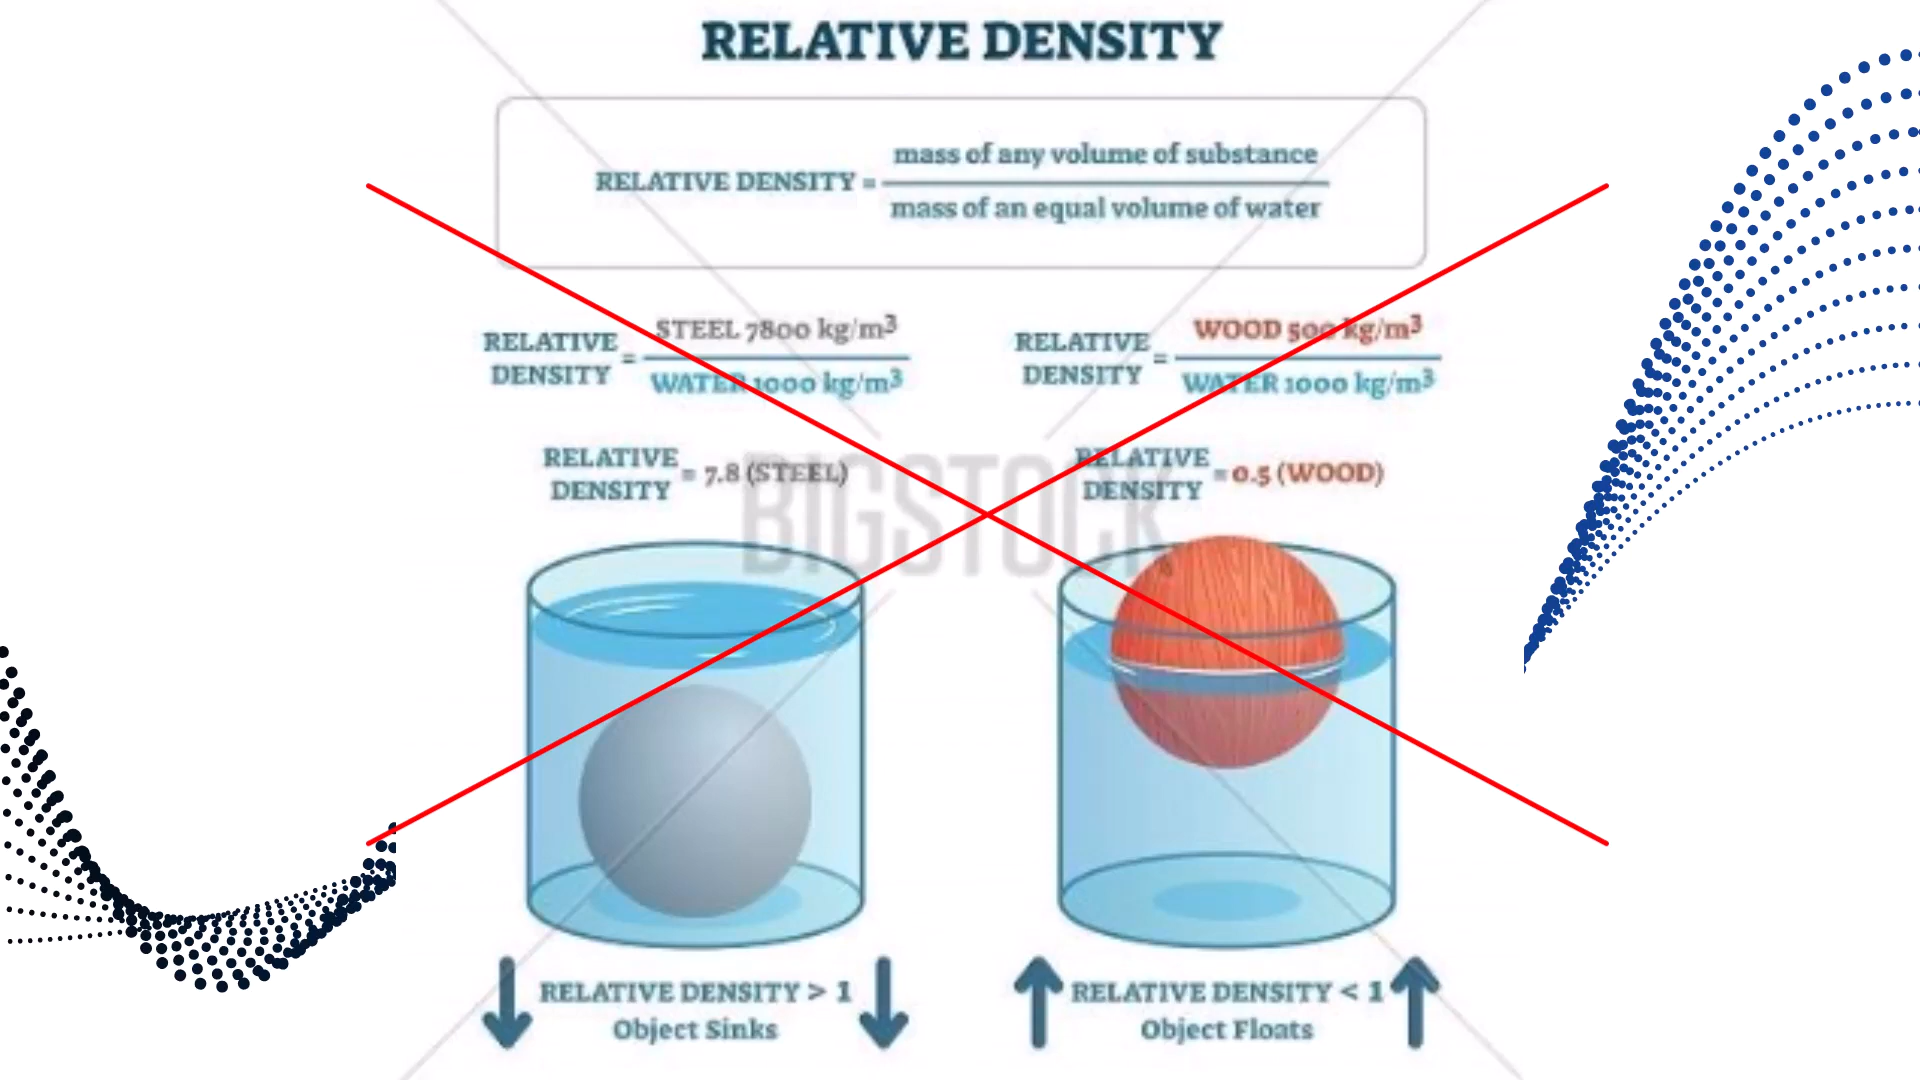 RELATIVE DENSITY
mass of any volume of substance
RELATIVE DENSITY =
mass of an equal volume of water
RELATIVE DENSITY = STEEL 7800 kg/m³
WATER 1000 kg/m³
RELATIVE DENSITY = WOOD 500 kg/m³
WATER 1000 kg/m³
RELATIVE DENSITY = 7.8 (STEEL)
RELATIVE DENSITY = 0.5 (WOOD)
BIGSTOCK
RELATIVE DENSITY > 1
Object Sinks
RELATIVE DENSITY < 1
Object Floats